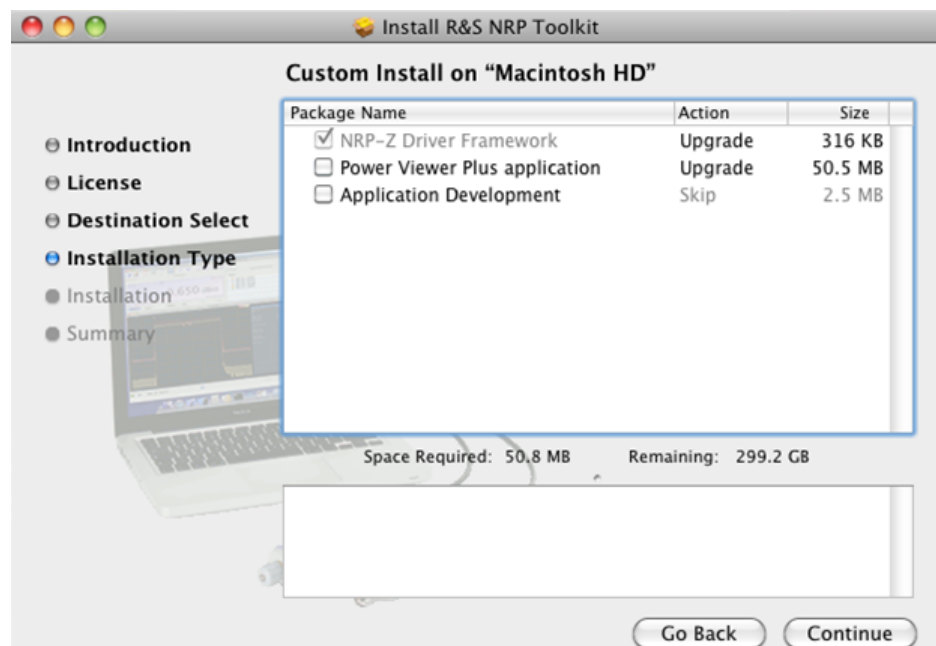 Install R&S NRP Toolkit
Custom Install on “Macintosh HD”
Introduction
License
Destination Select
Installation Type
Installation
Summary
Package Name Action Size
NRP-Z Driver Framework Upgrade 316 KB
Power Viewer Plus application Upgrade 50.5 MB
Application Development Skip 2.5 MB
Space Required: 50.8 MB Remaining: 299.2 GB
Go Back Continue